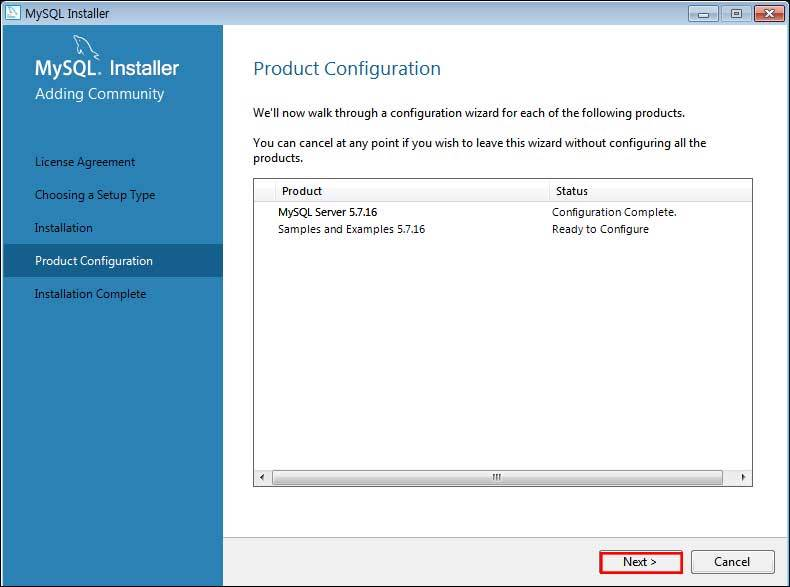 MySQL Installer
MySQL. Installer
Adding Community
License Agreement
Choosing a Setup Type
Installation
Product Configuration
Installation Complete
Product Configuration
We'll now walk through a configuration wizard for each of the following products.
You can cancel at any point if you wish to leave this wizard without configuring all the
products.
Product Status
MySQL Server 5.7.16 Configuration Complete.
Samples and Examples 5.7.16 Ready to Configure
Next > Cancel